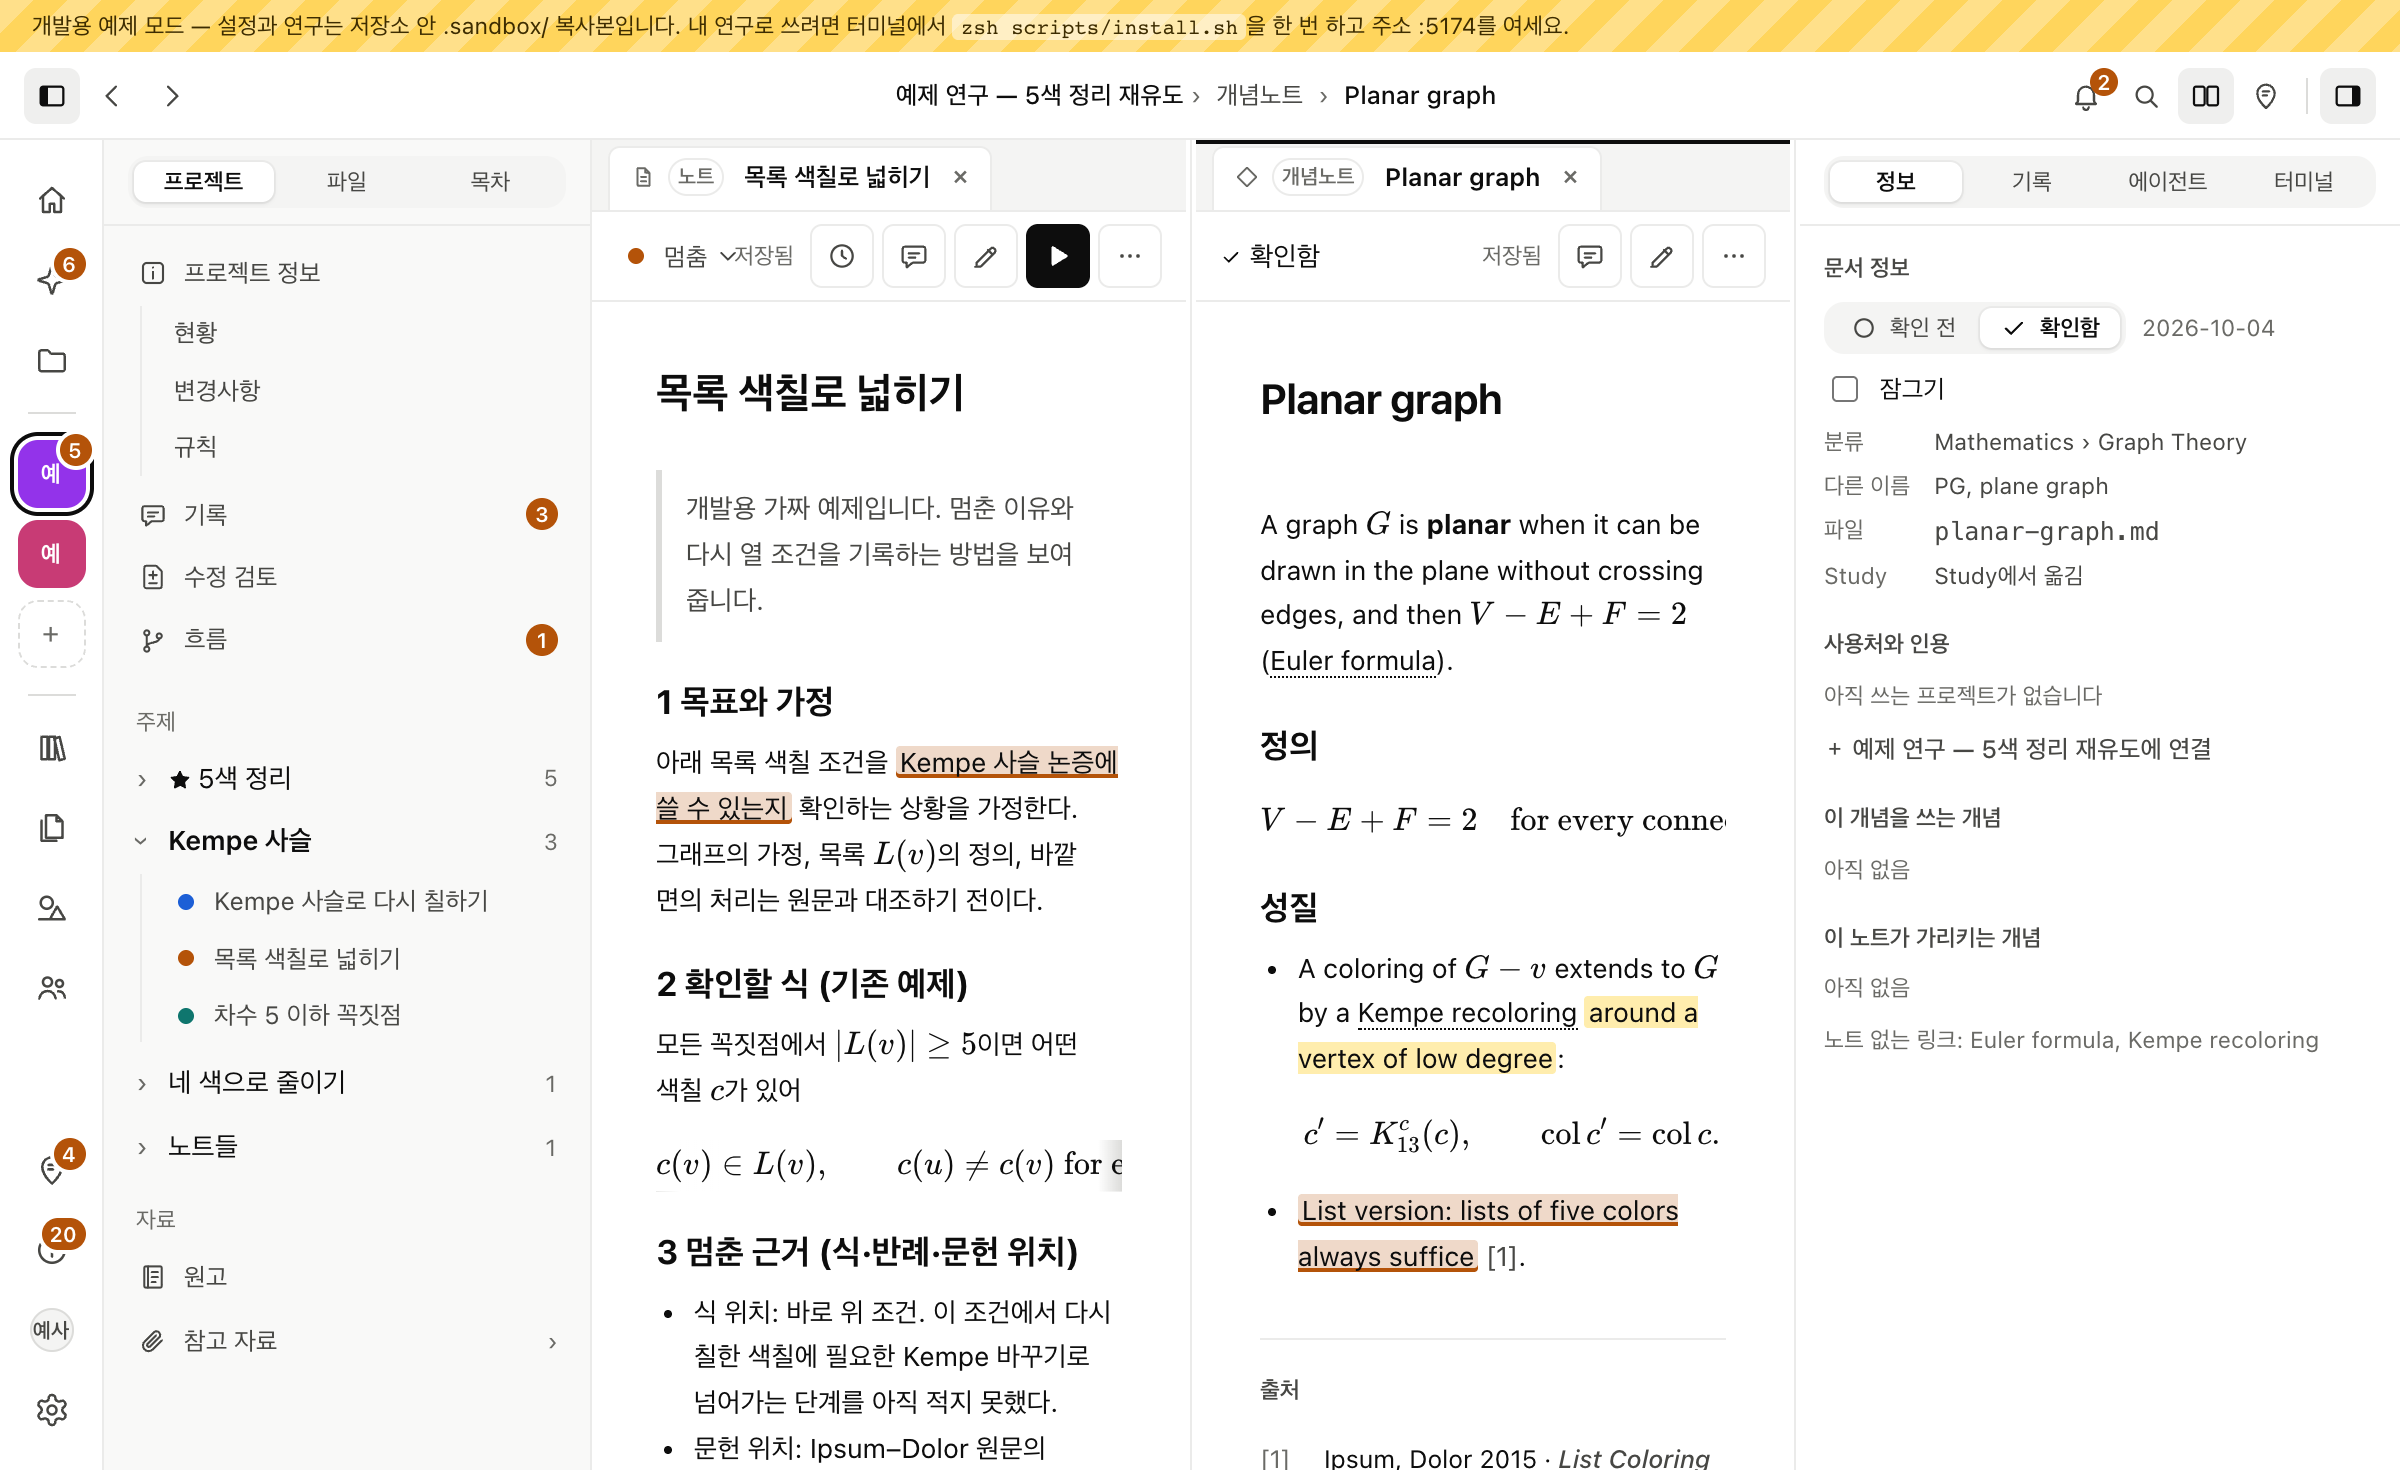 개발용 예제 모드 — 설정과 연구는 저장소 안 .sandbox/ 복사본입니다. 내 연구로 쓰려면 터미널에서 zsh scripts/install.sh 을 한 번 하고 주소 :5174를 여세요.
예제 연구 — 5색 정리 재유도 › 개념노트 › Planar graph
2
6
5
예
예
+
4
20
예사
프로젝트 파일 목차
프로젝트 정보
현황
변경사항
규칙
기록 3
수정 검토
흐름 1
주제
› ★ 5색 정리 5
Kempe 사슬 3
Kempe 사슬로 다시 칠하기
목록 색칠로 넓히기
차수 5 이하 꼭짓점
› 네 색으로 줄이기 1
› 노트들 1
자료
원고
참고 자료 ›
노트 목록 색칠로 넓히기 ×
멈춤 저장됨 ···
목록 색칠로 넓히기
개발용 가짜 예제입니다. 멈춘 이유와
다시 열 조건을 기록하는 방법을 보여
줍니다.
1 목표와 가정
아래 목록 색칠 조건을 Kempe 사슬 논증에
쓸 수 있는지 확인하는 상황을 가정한다.
그래프의 가정, 목록 L(v)의 정의, 바깥
면의 처리는 원문과 대조하기 전이다.
2 확인할 식 (기존 예제)
모든 꼭짓점에서 |L(v)| ≥ 5이면 어떤
색칠 c가 있어
c(v) ∈ L(v), c(u) ≠ c(v) for e
3 멈춘 근거 (식·반례·문헌 위치)
• 식 위치: 바로 위 조건. 이 조건에서 다시
칠한 색칠에 필요한 Kempe 바꾸기로
넘어가는 단계를 아직 적지 못했다.
• 문헌 위치: Ipsum–Dolor 원문의
개념노트 Planar graph ×
✓ 확인함 저장됨 ···
Planar graph
A graph G is planar when it can be
drawn in the plane without crossing
edges, and then V − E + F = 2
(Euler formula).
정의
V − E + F = 2 for every conne
성질
• A coloring of G − v extends to G
by a Kempe recoloring around a
vertex of low degree:
c′ = K₁₃ᶜ(c), col c′ = col c.
• List version: lists of five colors
always suffice [1].
출처
[1] Ipsum, Dolor 2015 · List Coloring
정보 기록 에이전트 터미널
문서 정보
확인 전 ✓ 확인함 2026-10-04
잠그기
분류 Mathematics › Graph Theory
다른 이름 PG, plane graph
파일 planar-graph.md
Study Study에서 옮김
사용처와 인용
아직 쓰는 프로젝트가 없습니다
+ 예제 연구 — 5색 정리 재유도에 연결
이 개념을 쓰는 개념
아직 없음
이 노트가 가리키는 개념
아직 없음
노트 없는 링크: Euler formula, Kempe recoloring